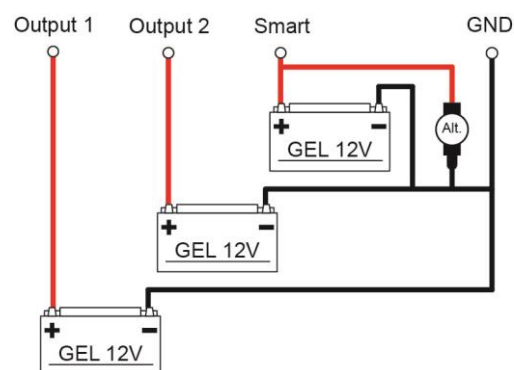 Output 1
Output 2
Smart
GND
+ −
GEL 12V
Alt.
+ −
GEL 12V
+ −
GEL 12V